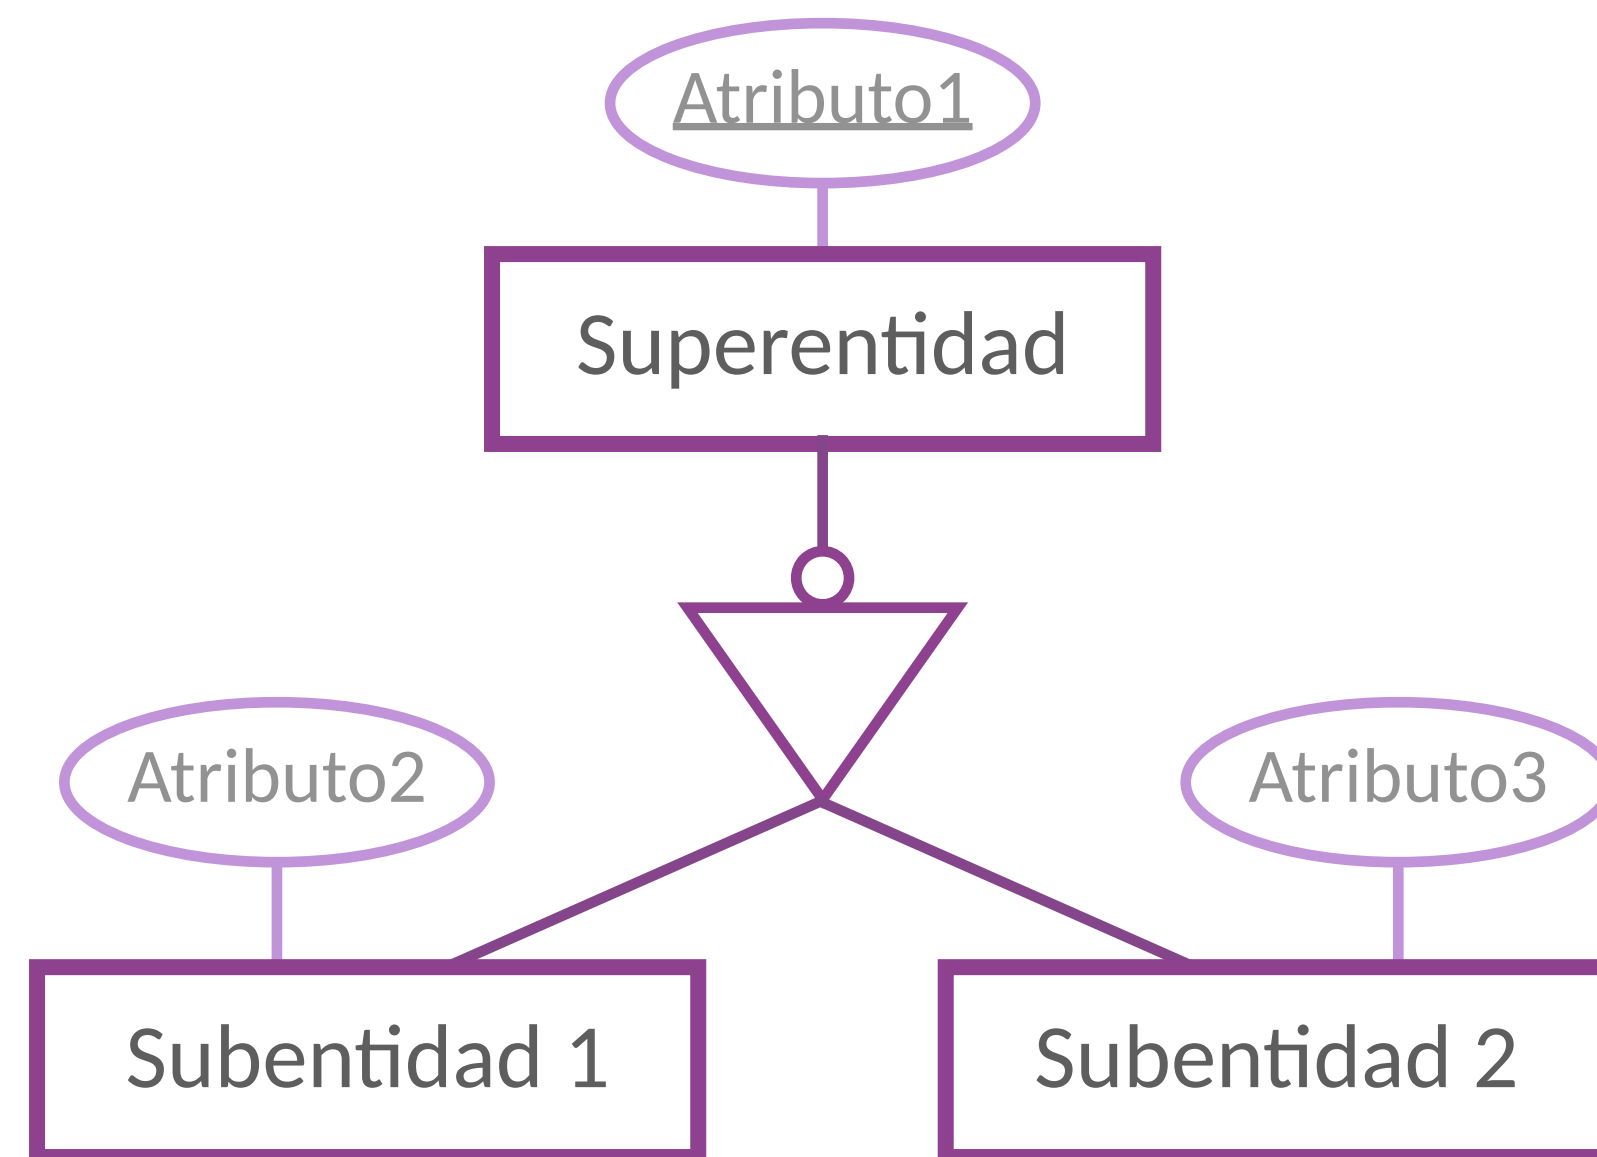 Atributo1
Superentidad
Atributo2
Atributo3
Subentidad 1
Subentidad 2